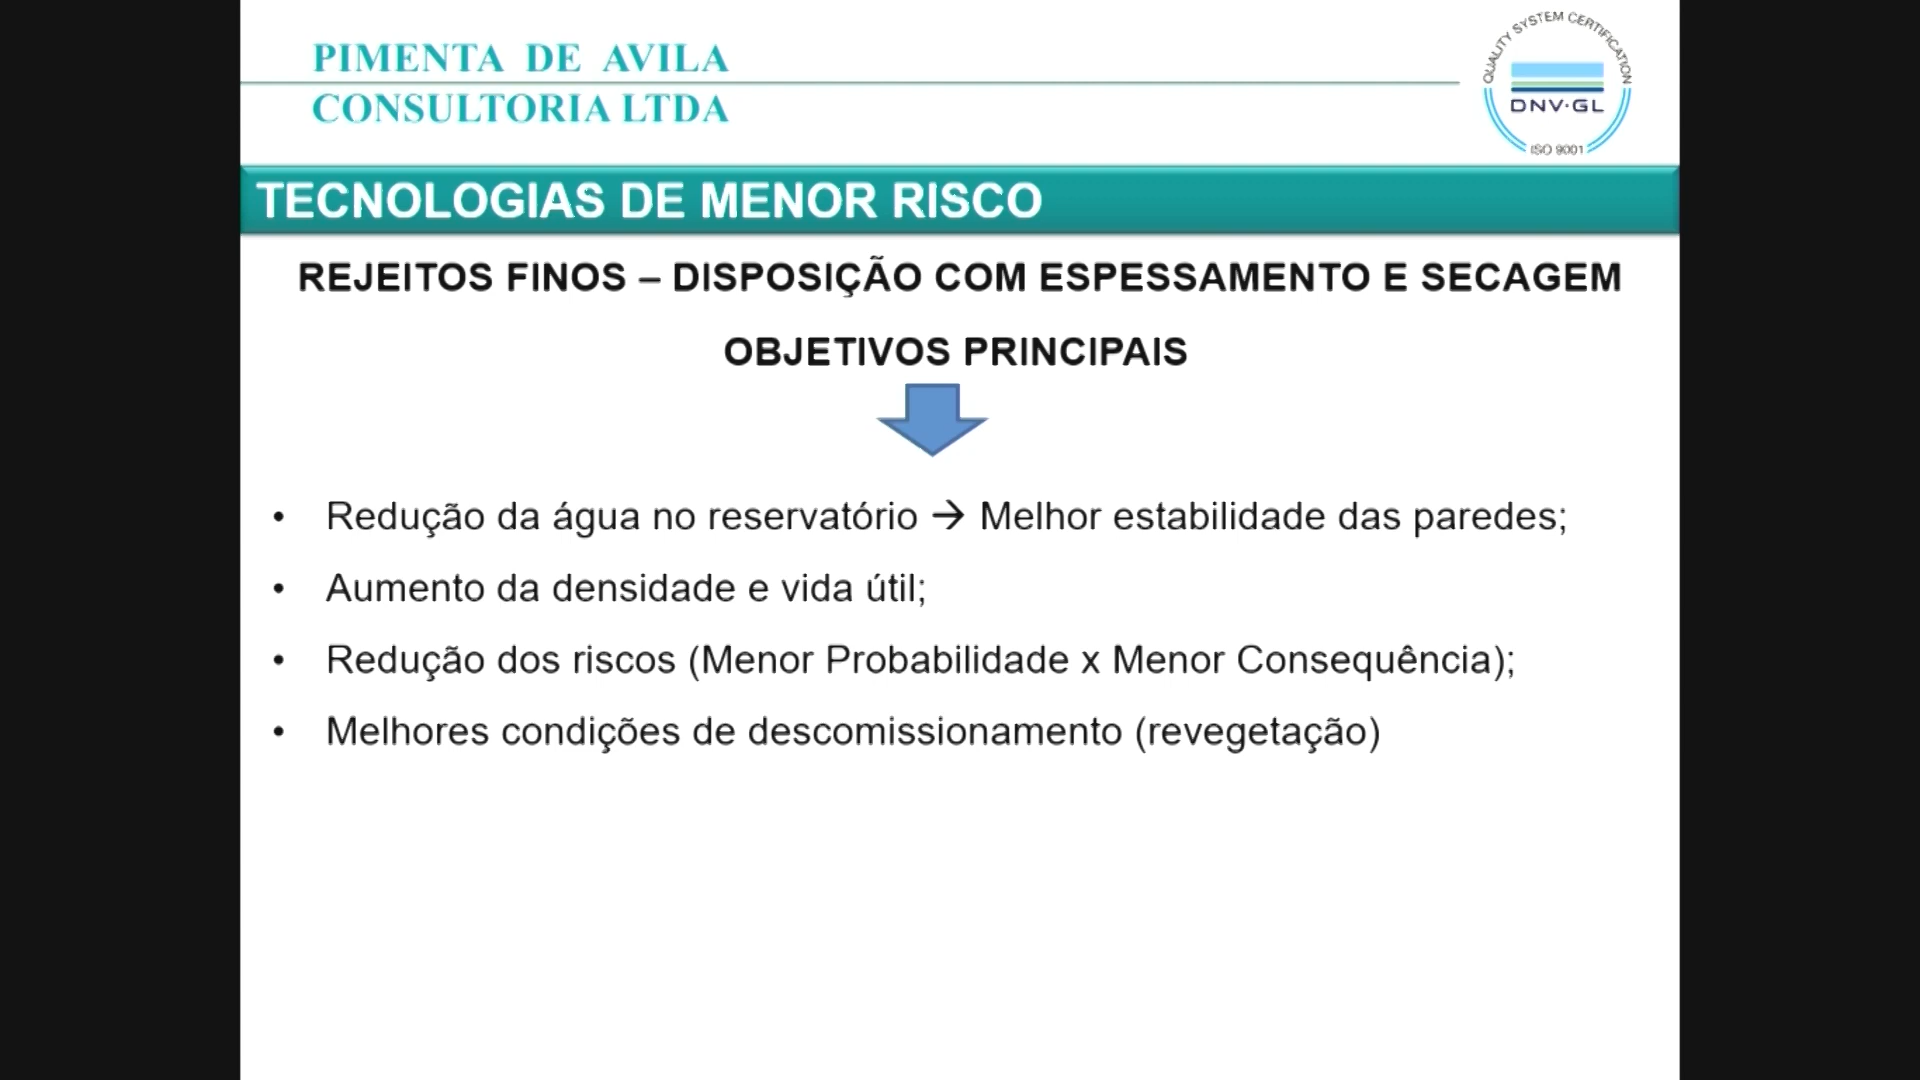 PIMENTA DE AVILA
CONSULTORIA LTDA
QUALITY SYSTEM CERTIFICATION
DNV·GL
ISO 9001
TECNOLOGIAS DE MENOR RISCO
REJEITOS FINOS – DISPOSIÇÃO COM ESPESSAMENTO E SECAGEM
OBJETIVOS PRINCIPAIS
• Redução da água no reservatório → Melhor estabilidade das paredes;
• Aumento da densidade e vida útil;
• Redução dos riscos (Menor Probabilidade x Menor Consequência);
• Melhores condições de descomissionamento (revegetação)